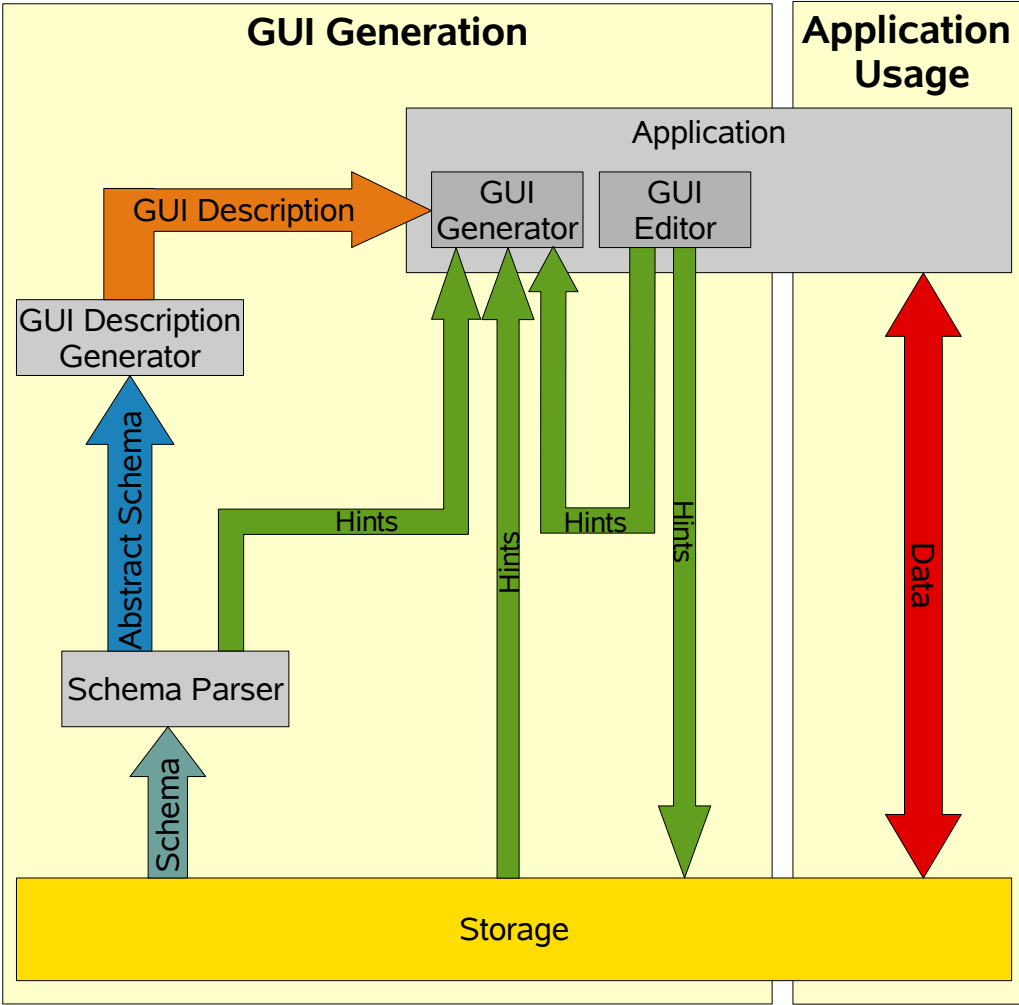 GUI Generation
Application
Usage
Application
GUI
Generator
GUI
Editor
GUI Description
GUI Description
Generator
Abstract Schema
Hints
Hints
Hints
Hints
Data
Schema Parser
Schema
Storage